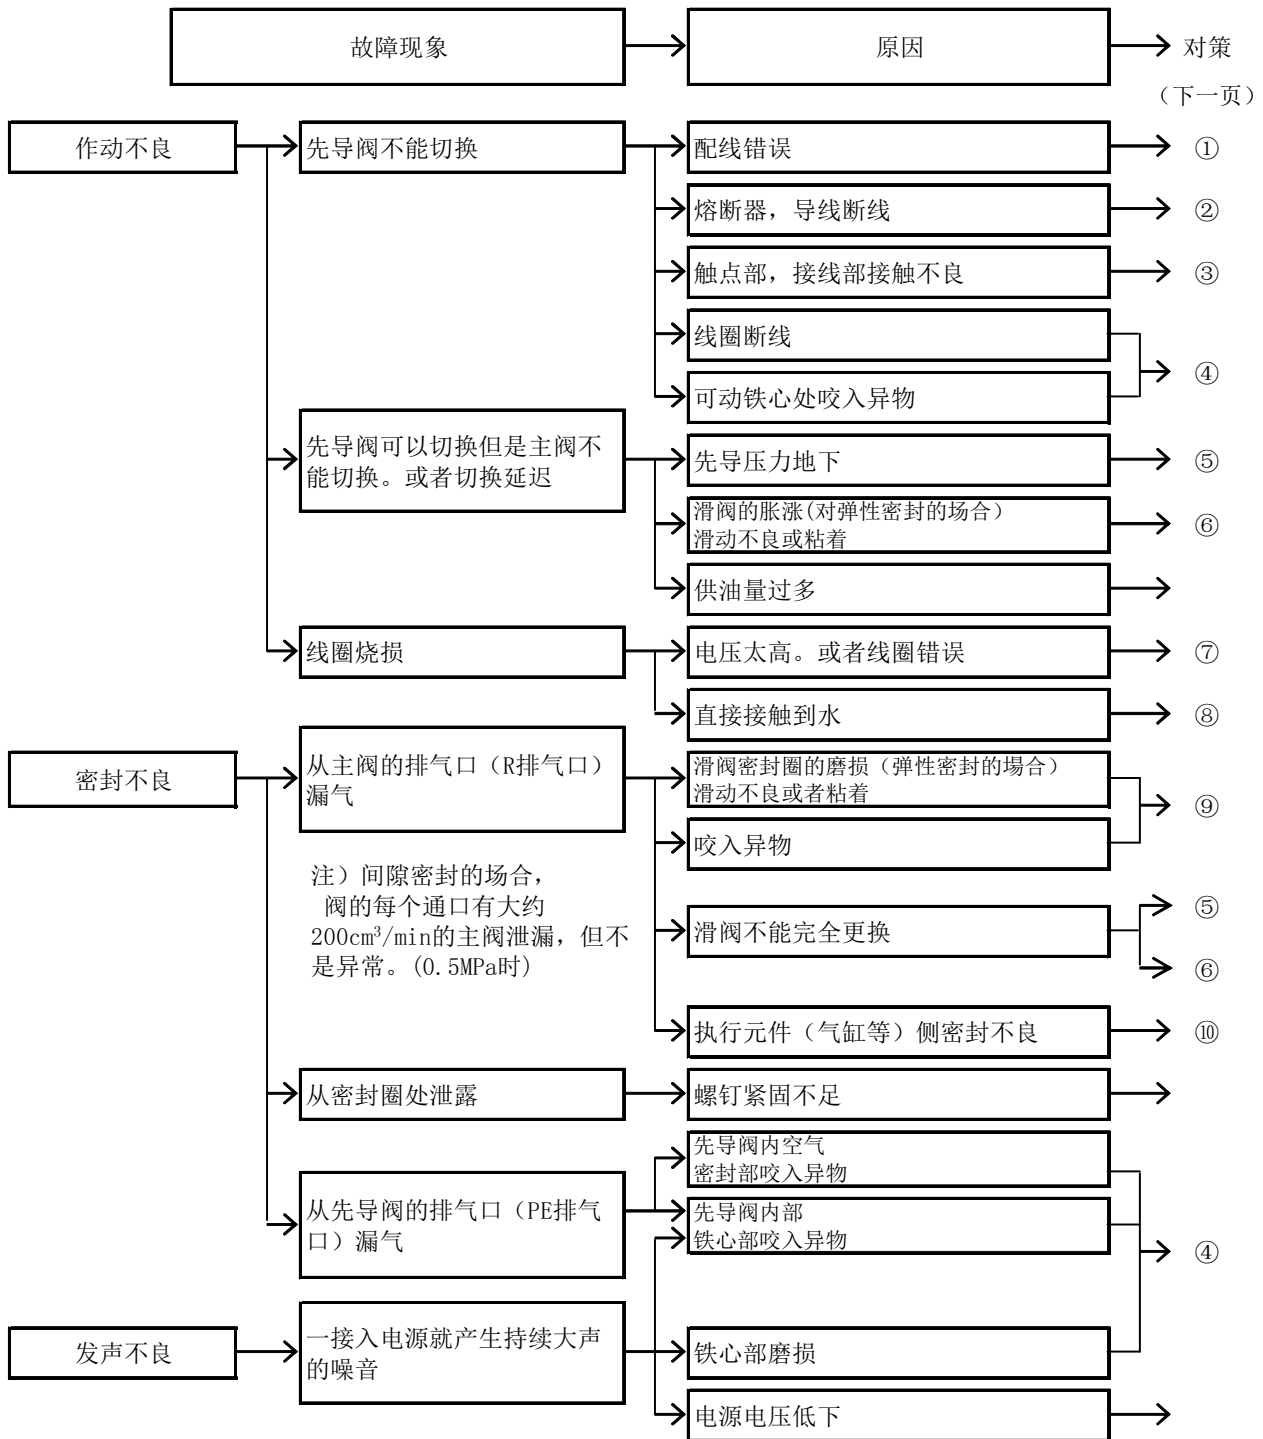 故障现象
原因
对策
（下一页）
作动不良
先导阀不能切换
配线错误
①
熔断器，导线断线
②
触点部，接线部接触不良
③
线圈断线
可动铁心处咬入异物
④
先导阀可以切换但是主阀不
能切换。或者切换延迟
先导压力地下
⑤
滑阀的胀涨(对弹性密封的场合）
滑动不良或粘着
⑥
供油量过多
线圈烧损
电压太高。或者线圈错误
⑦
直接接触到水
⑧
密封不良
从主阀的排气口（R排气口）
漏气
滑阀密封圈的磨损（弹性密封的場合）
滑动不良或者粘着
⑨
咬入异物
注）间隙密封的场合，
阀的每个通口有大约
200cm³/min的主阀泄漏，但不
是异常。(0.5MPa时)
滑阀不能完全更换
⑤
⑥
执行元件（气缸等）侧密封不良
⑩
从密封圈处泄露
螺钉紧固不足
从先导阀的排气口（PE排气
口）漏气
先导阀内空气
密封部咬入异物
先导阀内部
铁心部咬入异物
④
发声不良
一接入电源就产生持续大声
的噪音
铁心部磨损
电源电压低下